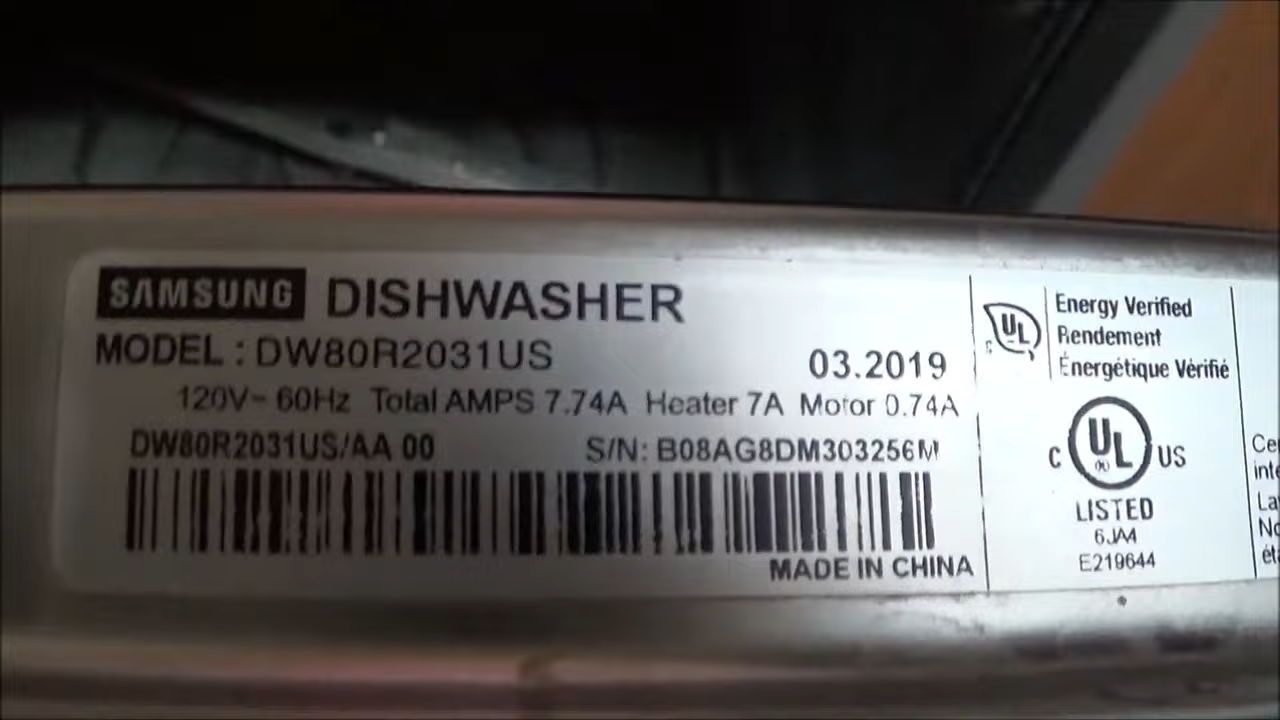 SAMSUNG DISHWASHER
MODEL : DW80R2031US
03.2019
120V~ 60Hz Total AMPS 7.74A Heater 7A Motor 0.74A
DW80R2031US/AA 00
S/N: B08AG8DM303256M
MADE IN CHINA
UL
Energy Verified
Rendement
Énergétique Vérifié
C UL US
®
LISTED
6JA4
E219644